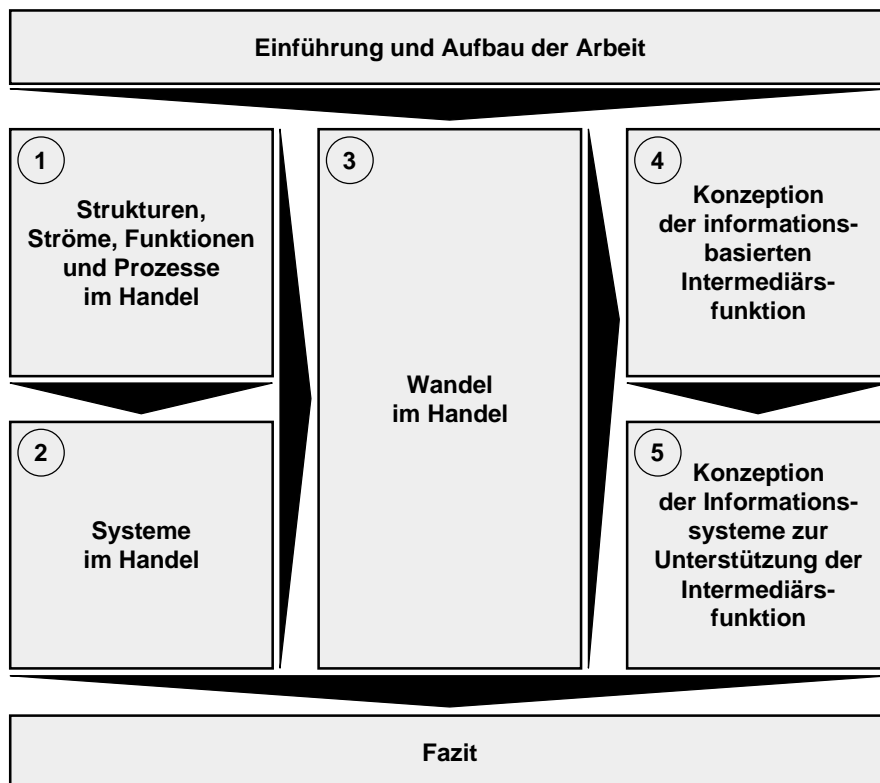 Einführung und Aufbau der Arbeit
1
Strukturen,
Ströme, Funktionen
und Prozesse
im Handel
2
Systeme
im Handel
3
Wandel
im Handel
4
Konzeption
der informations-
basierten
Intermediärs-
funktion
5
Konzeption
der Informations-
systeme zur
Unterstützung der
Intermediärs-
funktion
Fazit